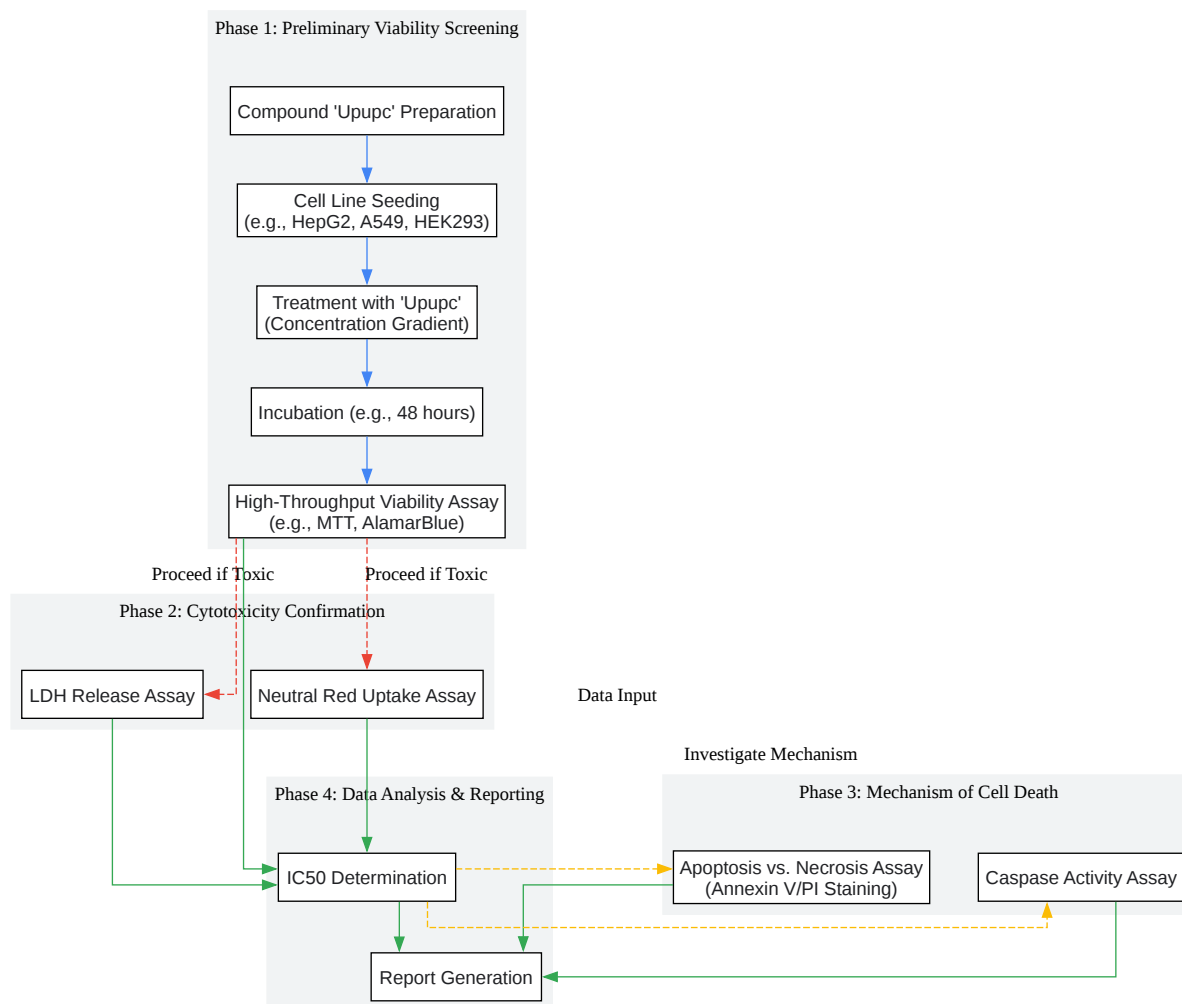 Phase 1: Preliminary Viability Screening
Compound 'Upupc' Preparation
Cell Line Seeding
(e.g., HepG2, A549, HEK293)
Treatment with 'Upupc'
(Concentration Gradient)
Incubation (e.g., 48 hours)
High-Throughput Viability Assay
(e.g., MTT, AlamarBlue)
Proceed if Toxic
Proceed if Toxic
Phase 2: Cytotoxicity Confirmation
LDH Release Assay
Neutral Red Uptake Assay
Data Input
Investigate Mechanism
Phase 4: Data Analysis & Reporting
Phase 3: Mechanism of Cell Death
IC50 Determination
Apoptosis vs. Necrosis Assay
(Annexin V/PI Staining)
Caspase Activity Assay
Report Generation